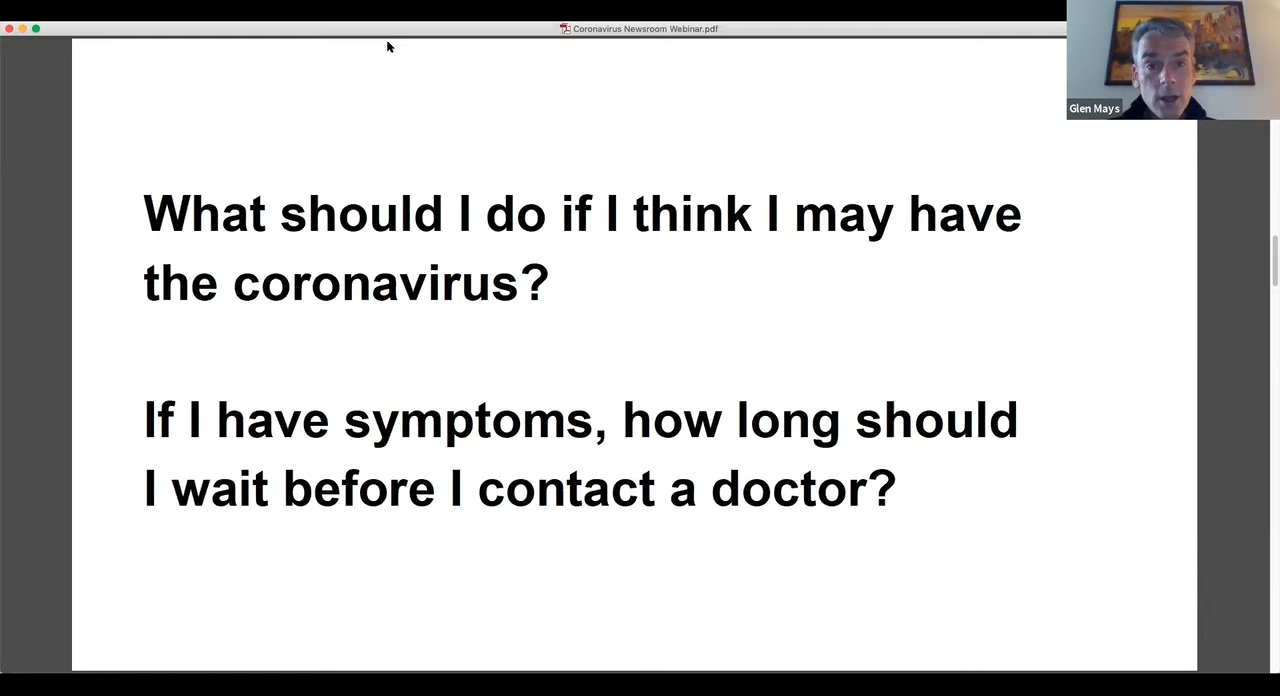 Coronavirus Newsroom Webinar.pdf
Glen Mays
What should I do if I think I may have
the coronavirus?
If I have symptoms, how long should
I wait before I contact a doctor?